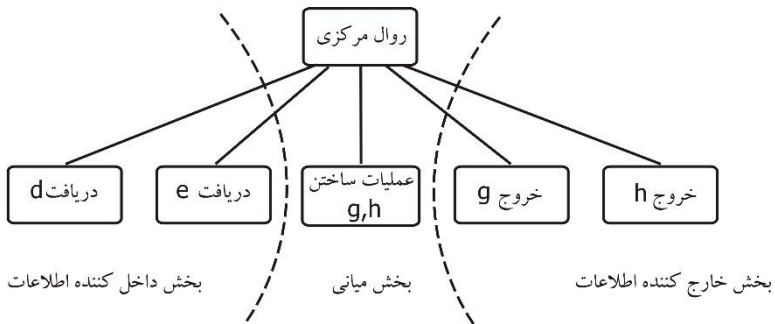 روال مرکزی
خروج h
خروج g
عملیات ساختن
g,h
دریافت e
دریافت d
بخش خارج کننده اطلاعات
بخش میانی
بخش داخل کننده اطلاعات